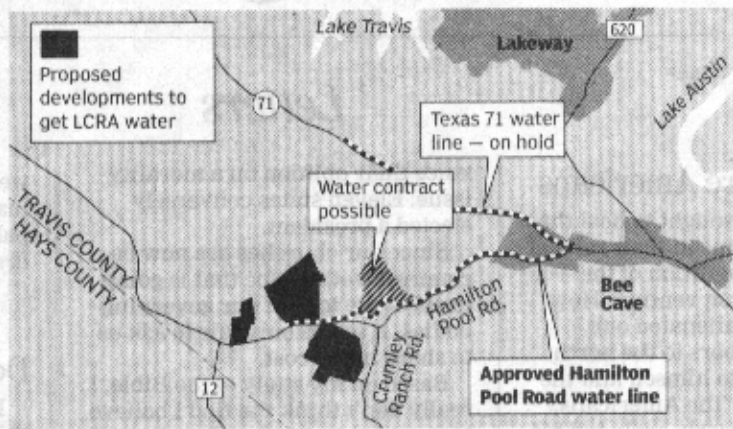 Lake Travis
620
Lakeway
Lake Austin
Proposed
developments to
get LCRA water
71
Texas 71 water
line — on hold
Water contract
possible
TRAVIS COUNTY
HAYS COUNTY
Hamilton
Pool Rd.
Bee
Cave
Crumley
Ranch Rd.
12
Approved Hamilton
Pool Road water line